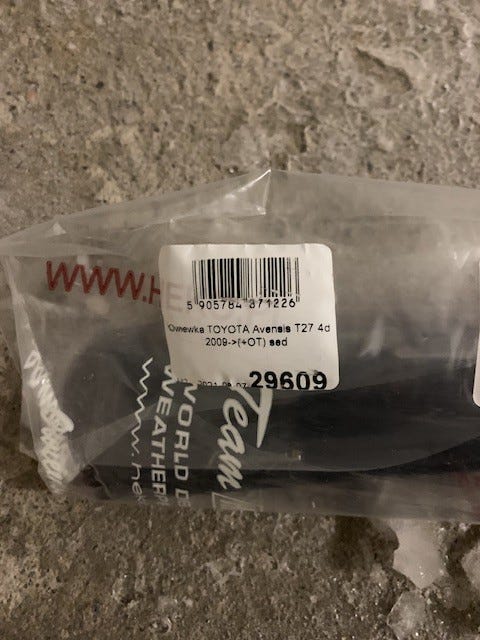 WWW.HE
5 905784 371226
Owiewka TOYOTA Avensis T27 4d
2009->(+OT) sed
29609
Team
WORLD
WEATHER
www.he